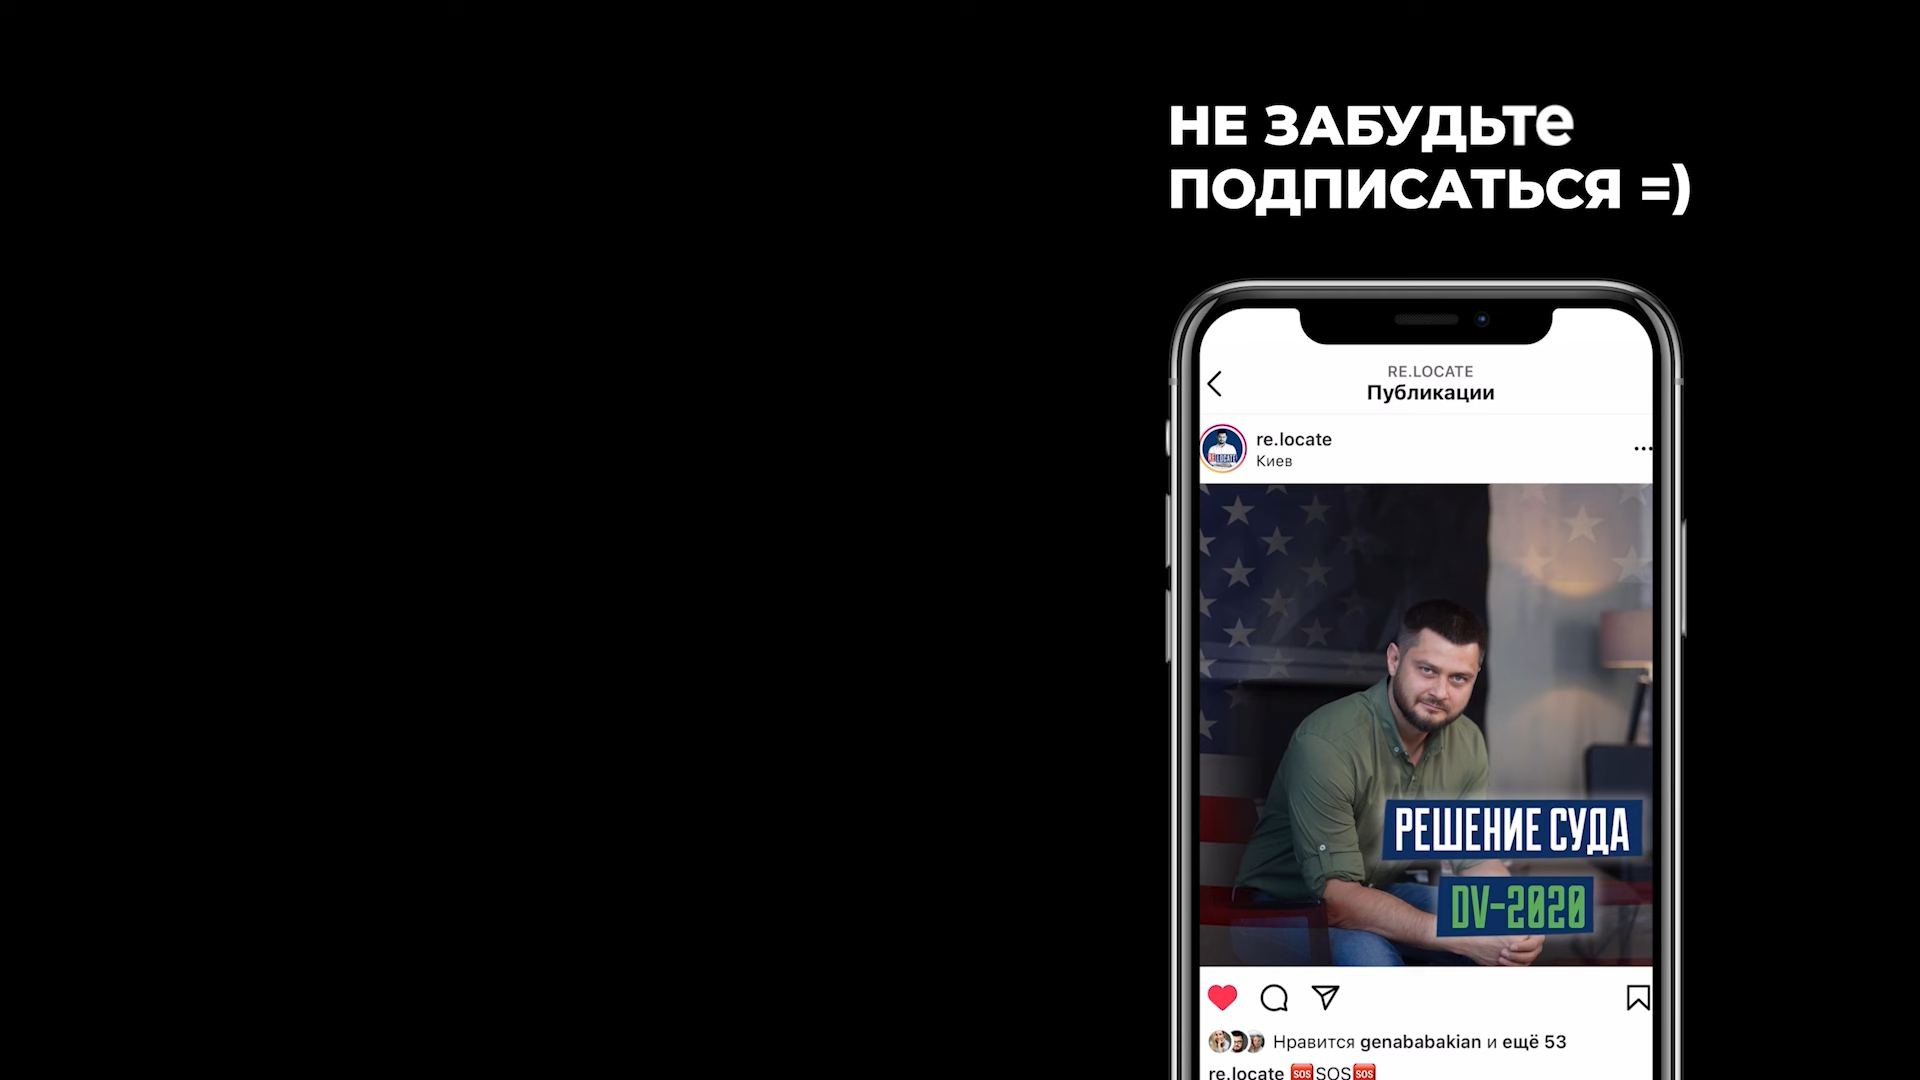 НЕ ЗАБУДЬТе
ПОДПИСАТЬСЯ =)
RE.LOCATE
Публикации
re.locate
Киев
РЕШЕНИЕ СУДА
DV-2020
Нравится genababakian и ещё 53
re.locate 🆘SOS🆘